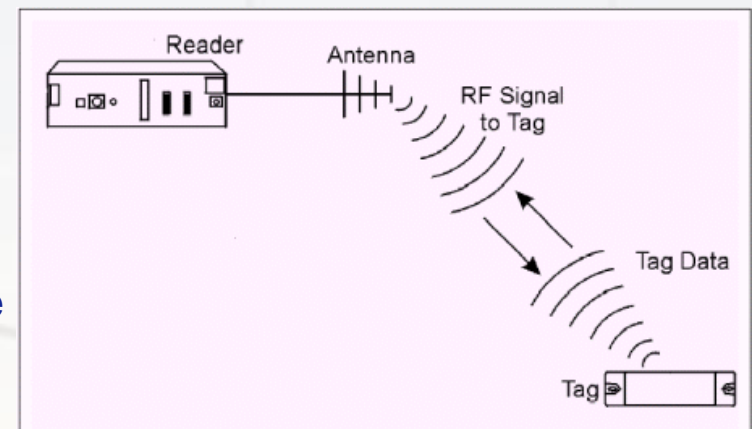 Reader
Antenna
RF Signal
to Tag
e
Tag Data
Tag